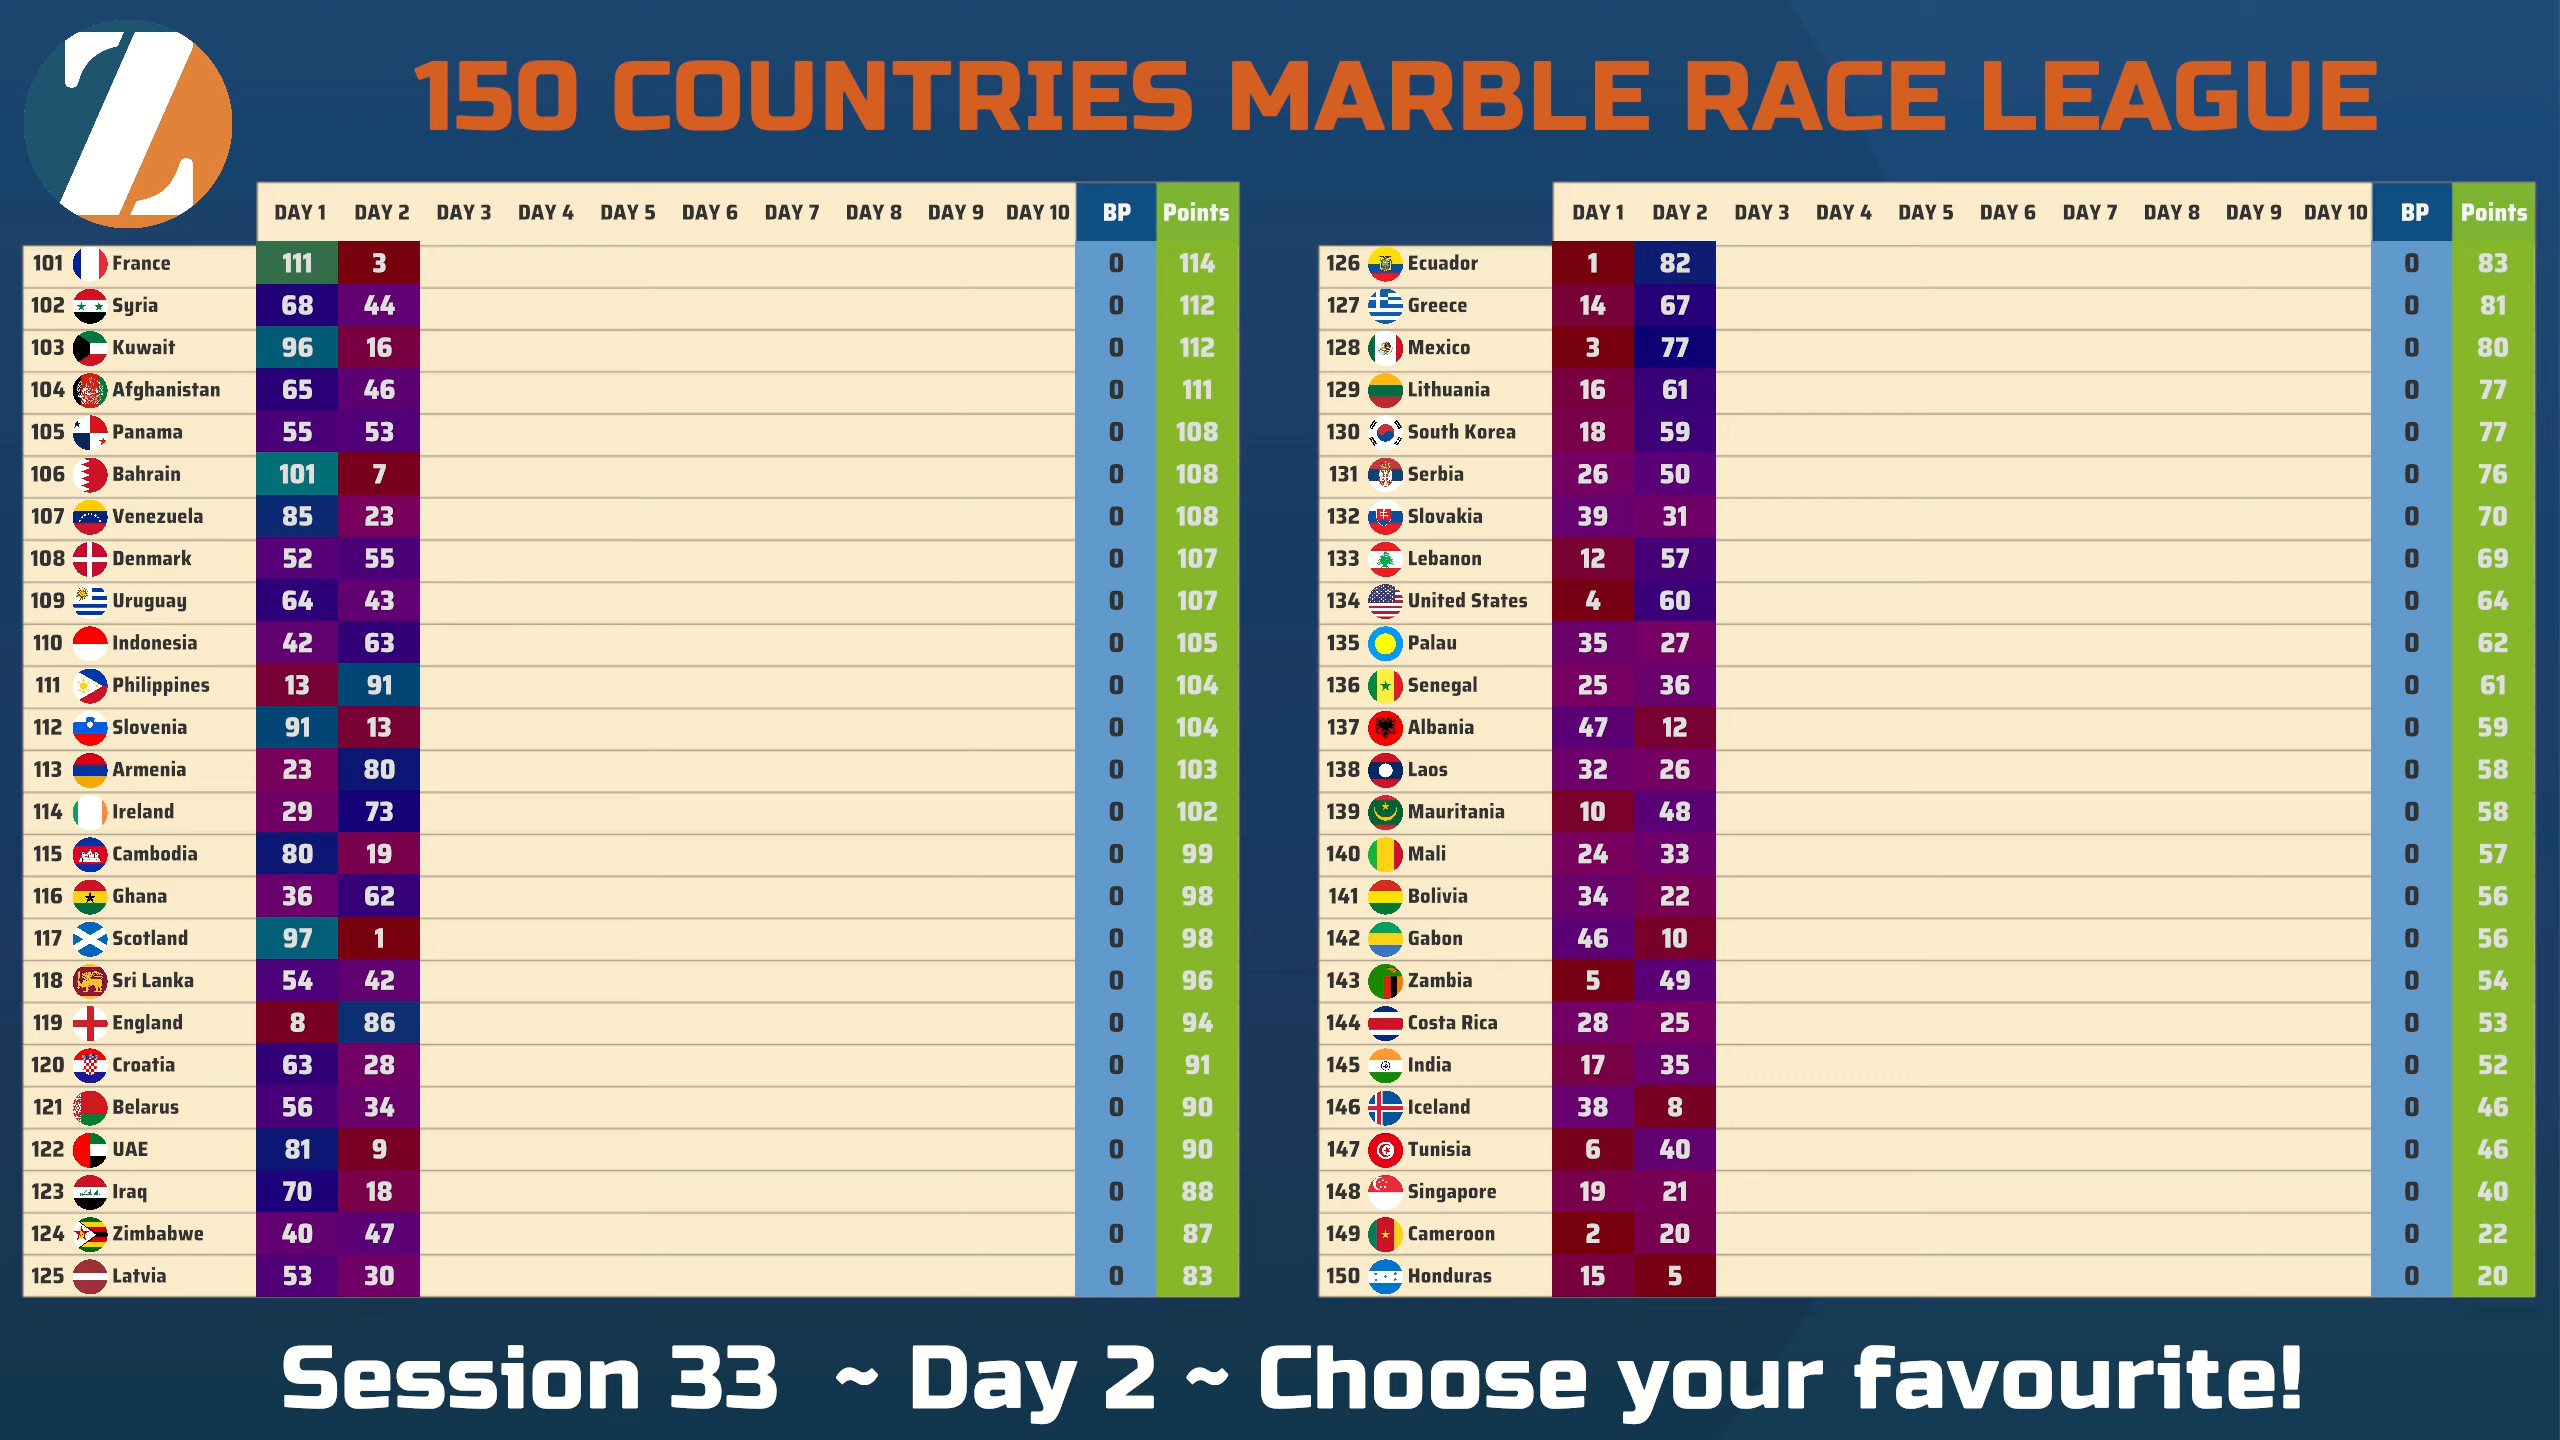 Z
150 COUNTRIES MARBLE RACE LEAGUE
DAY 1 DAY 2 DAY 3 DAY 4 DAY 5 DAY 6 DAY 7 DAY 8 DAY 9 DAY 10 BP Points
101 France 111 3 0 114
102 Syria 68 44 0 112
103 Kuwait 96 16 0 112
104 Afghanistan 65 46 0 111
105 Panama 55 53 0 108
106 Bahrain 101 7 0 108
107 Venezuela 85 23 0 108
108 Denmark 52 55 0 107
109 Uruguay 64 43 0 107
110 Indonesia 42 63 0 105
111 Philippines 13 91 0 104
112 Slovenia 91 13 0 104
113 Armenia 23 80 0 103
114 Ireland 29 73 0 102
115 Cambodia 80 19 0 99
116 Ghana 36 62 0 98
117 Scotland 97 1 0 98
118 Sri Lanka 54 42 0 96
119 England 8 86 0 94
120 Croatia 63 28 0 91
121 Belarus 56 34 0 90
122 UAE 81 9 0 90
123 Iraq 70 18 0 88
124 Zimbabwe 40 47 0 87
125 Latvia 53 30 0 83
DAY 1 DAY 2 DAY 3 DAY 4 DAY 5 DAY 6 DAY 7 DAY 8 DAY 9 DAY 10 BP Points
126 Ecuador 1 82 0 83
127 Greece 14 67 0 81
128 Mexico 3 77 0 80
129 Lithuania 16 61 0 77
130 South Korea 18 59 0 77
131 Serbia 26 50 0 76
132 Slovakia 39 31 0 70
133 Lebanon 12 57 0 69
134 United States 4 60 0 64
135 Palau 35 27 0 62
136 Senegal 25 36 0 61
137 Albania 47 12 0 59
138 Laos 32 26 0 58
139 Mauritania 10 48 0 58
140 Mali 24 33 0 57
141 Bolivia 34 22 0 56
142 Gabon 46 10 0 56
143 Zambia 5 49 0 54
144 Costa Rica 28 25 0 53
145 India 17 35 0 52
146 Iceland 38 8 0 46
147 Tunisia 6 40 0 46
148 Singapore 19 21 0 40
149 Cameroon 2 20 0 22
150 Honduras 15 5 0 20
Session 33 ~ Day 2 ~ Choose your favourite!